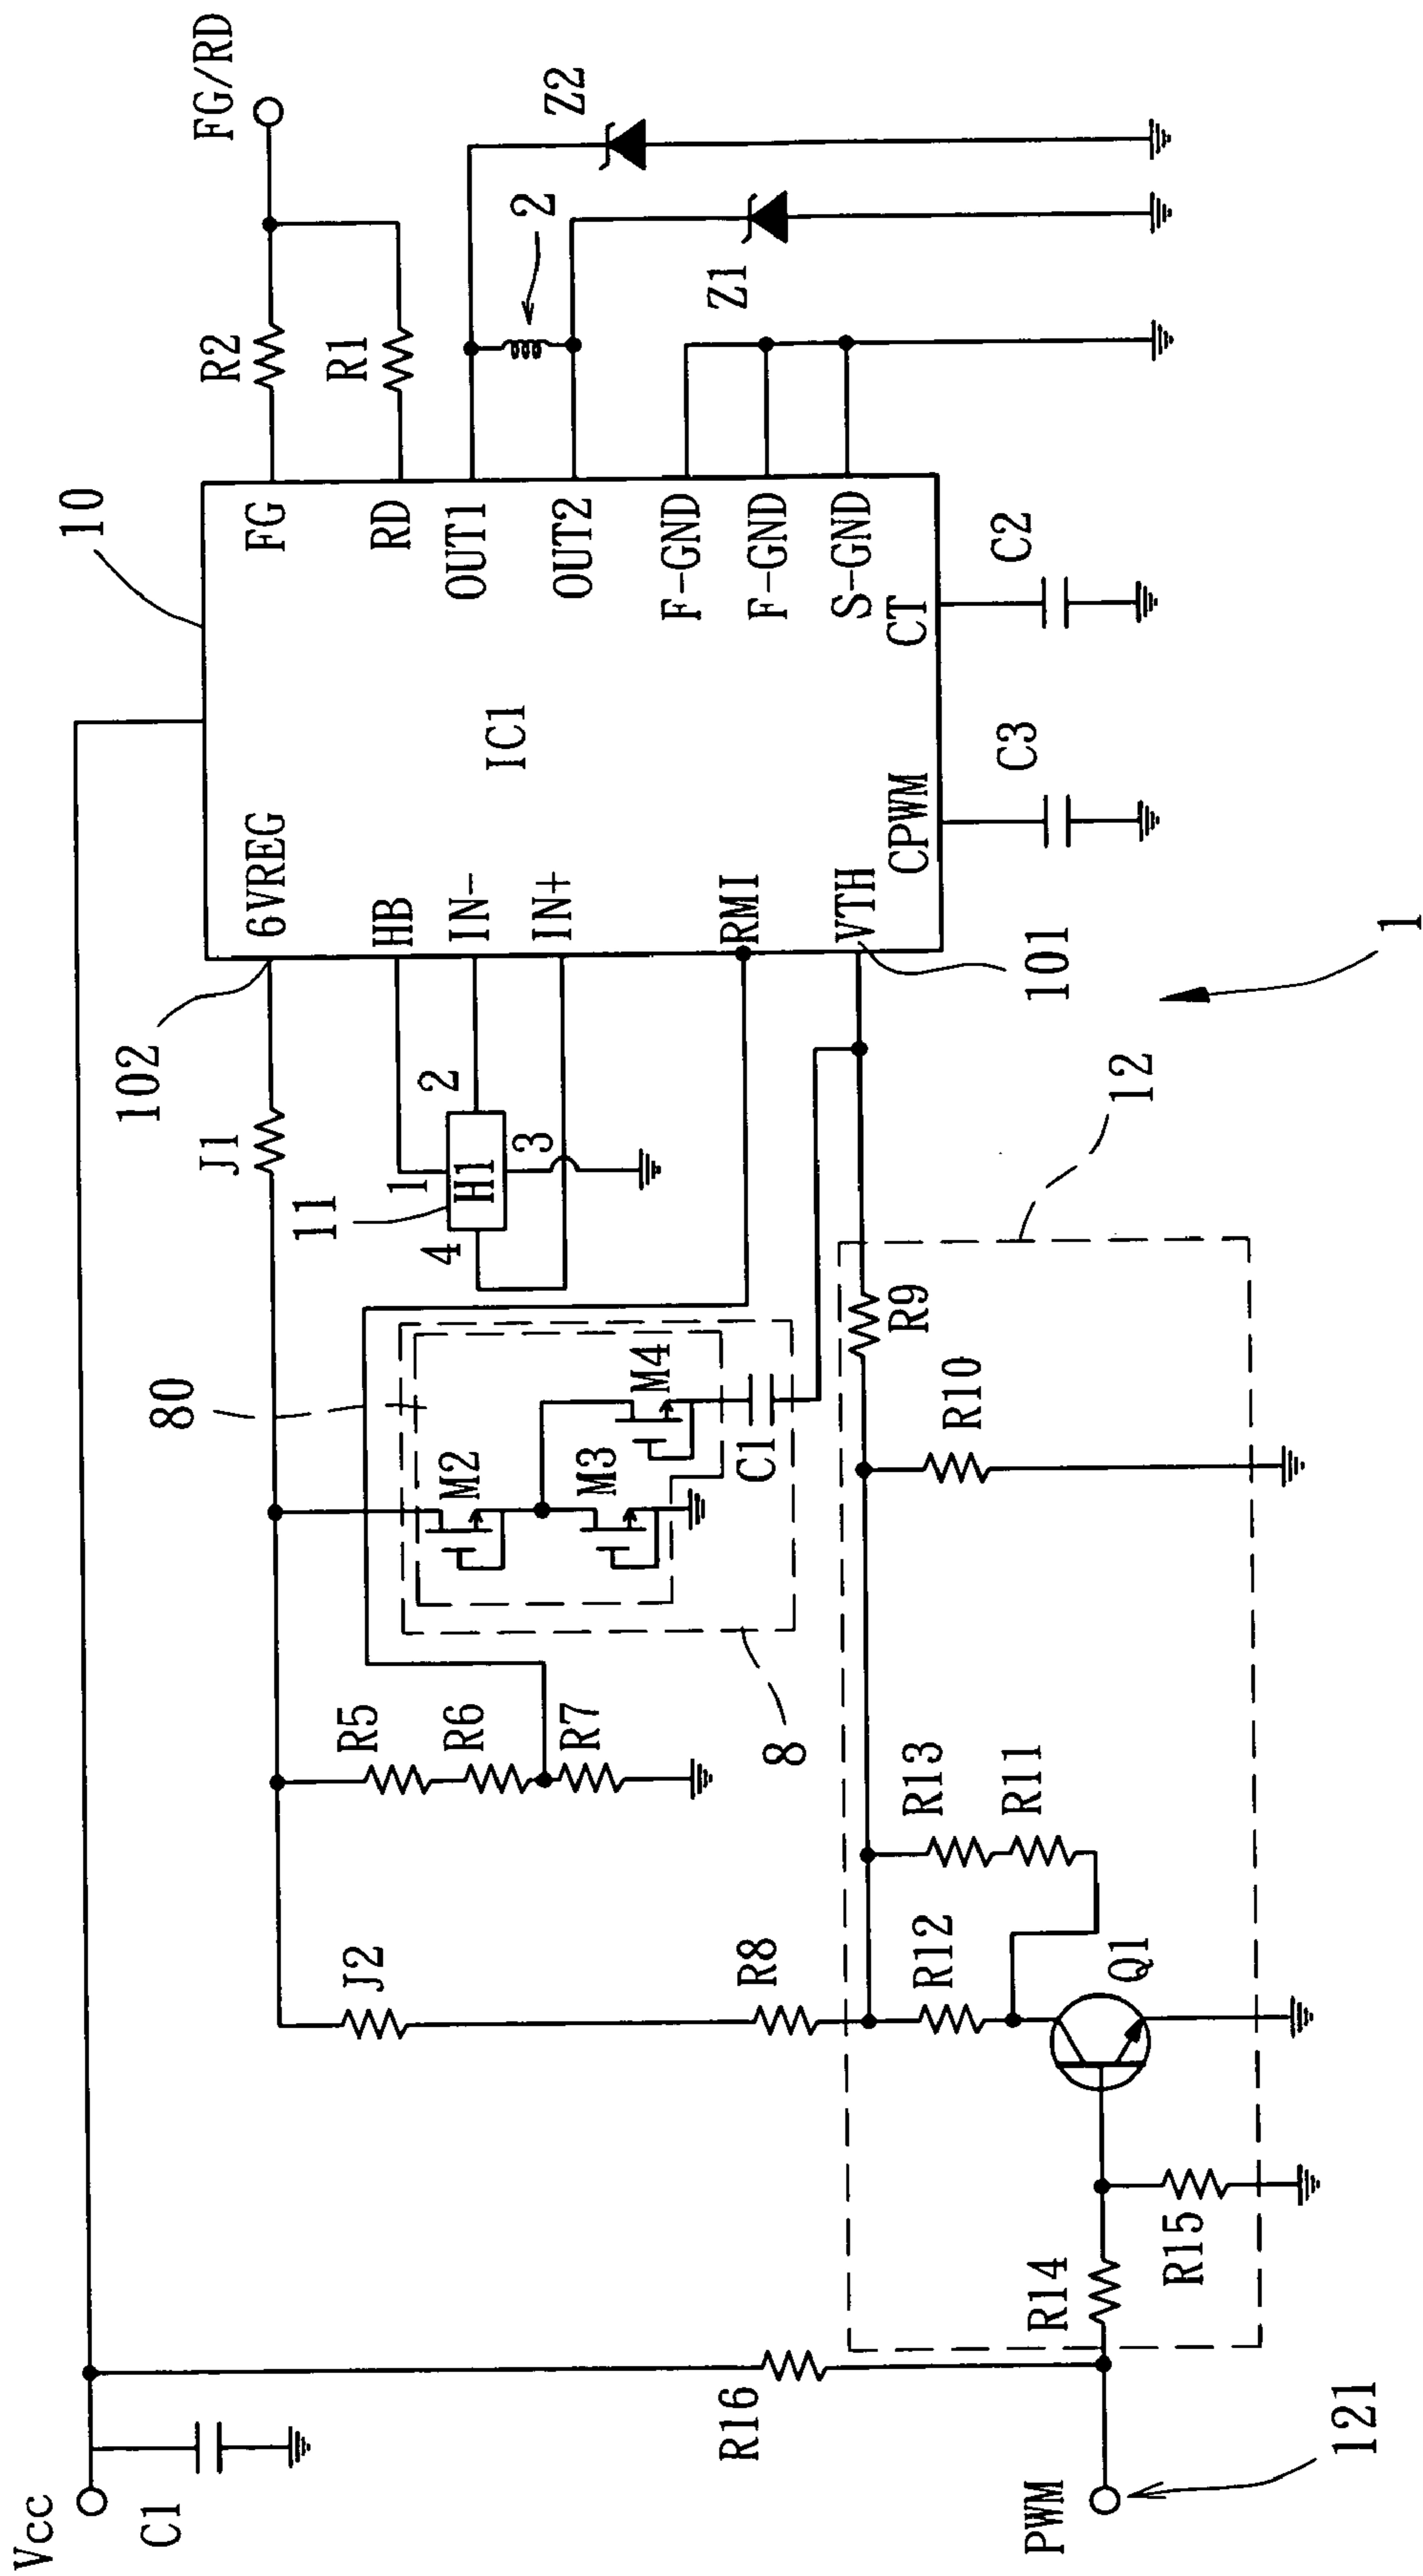 Vcc
C1
10
FG/RD
R2
R1
Z2
2
Z1
102
J1
6VREG
FG
HB
RD
IN-
OUT1
IN+
OUT2
IC1
RMI
F-GND
F-GND
VTH
S-GND
CPWM
CT
101
C3
C2
11
1
2
H1
4
3
80
M2
M3
M4
C1
8
R5
R6
R7
J2
R8
R16
R9
R10
12
R13
R11
R12
Q1
R14
R15
PWM
121
1